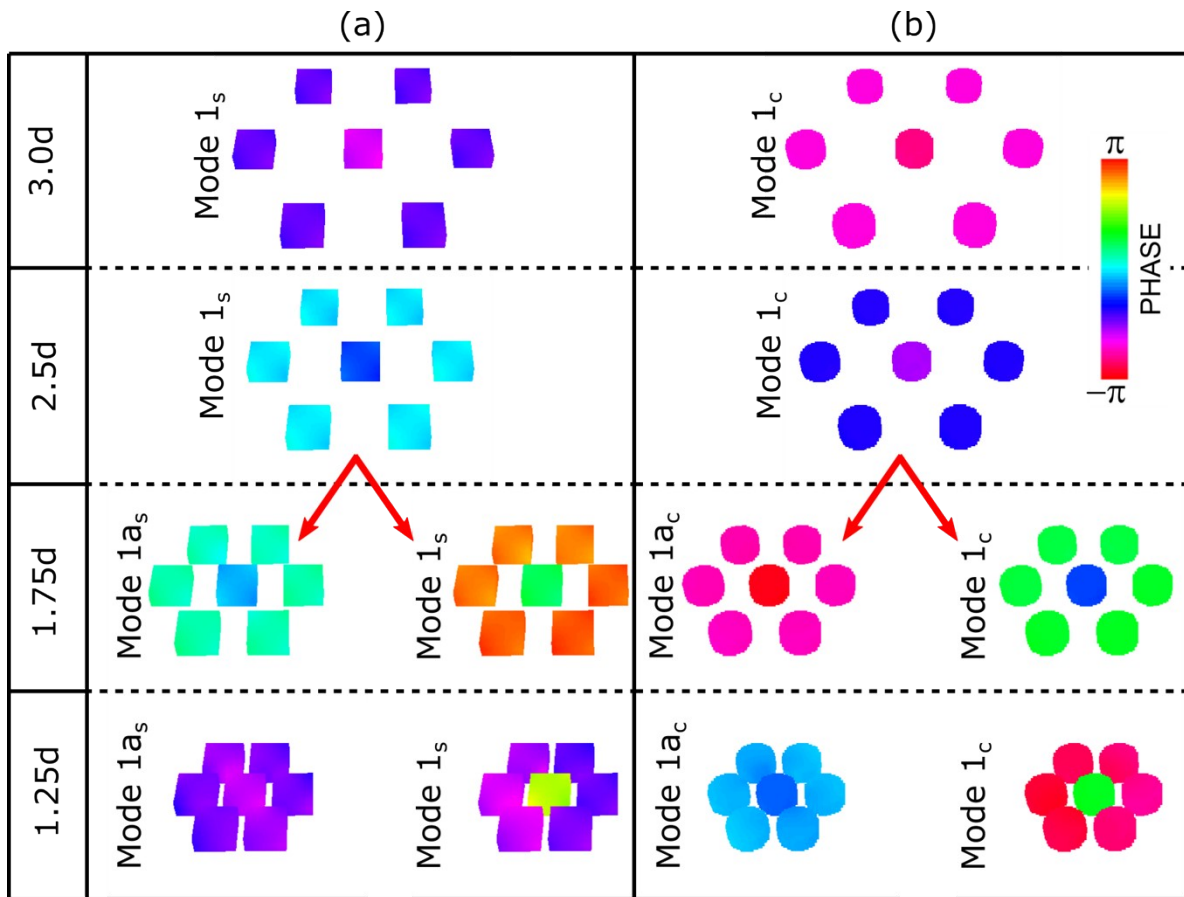 (a) (b)
3.0d
Mode 1s
Mode 1c
π
PHASE
−π
2.5d
Mode 1s
Mode 1c
1.75d
Mode 1as
Mode 1s
Mode 1ac
Mode 1c
1.25d
Mode 1as
Mode 1s
Mode 1ac
Mode 1c